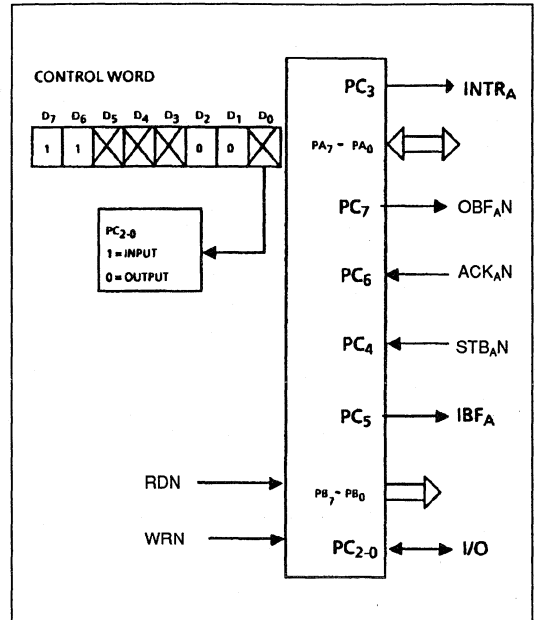 CONTROL WORD
D7 D6 D5 D4 D3 D2 D1 D0
1 1 0 0
PC2-0
1 = INPUT
0 = OUTPUT
RDN
WRN
PC3 INTRA
PA7 - PA0
PC7 OBFAN
PC6 ACKAN
PC4 STBAN
PC5 IBFA
PB7 - PB0
PC2-0 I/O